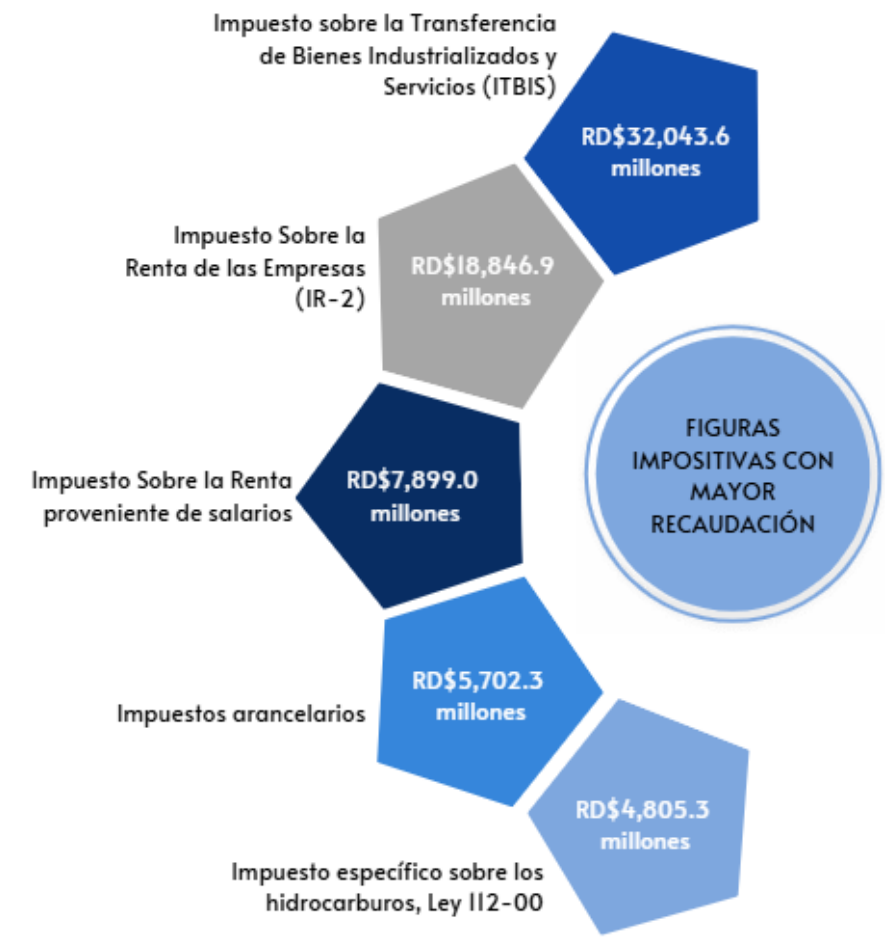 Impuesto sobre la Transferencia
de Bienes Industrializados y
Servicios (ITBIS)
RD$32,043.6
millones
Impuesto Sobre la
Renta de las Empresas
(IR-2)
RD$18,846.9
millones
FIGURAS
IMPOSITIVAS CON
MAYOR
RECAUDACIÓN
Impuesto Sobre la Renta
proveniente de salarios
RD$7,899.0
millones
Impuestos arancelarios
RD$5,702.3
millones
RD$4,805.3
millones
Impuesto específico sobre los
hidrocarburos, Ley 112-00